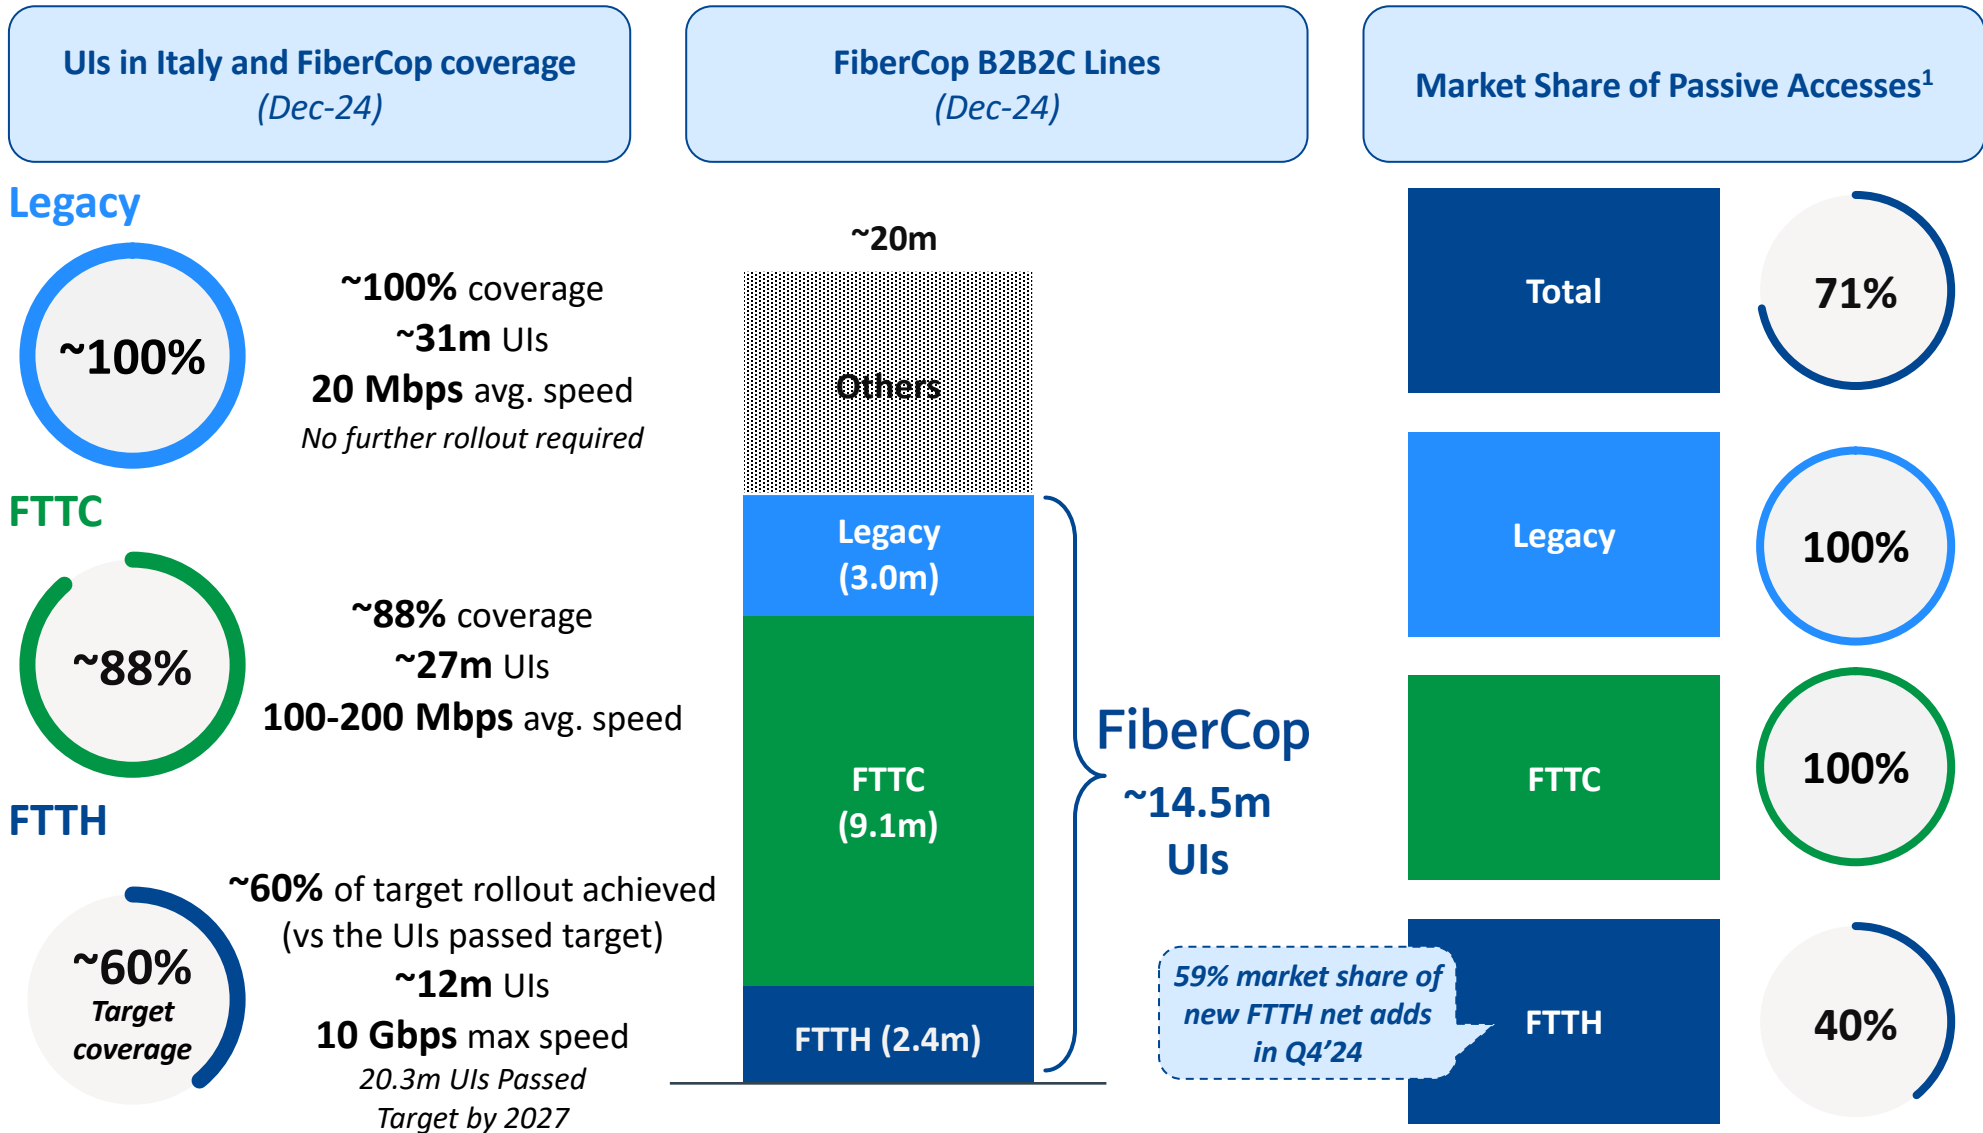 UIs in Italy and FiberCop coverage
(Dec-24)
Legacy
~100%
~100% coverage
~31m UIs
20 Mbps avg. speed
No further rollout required
FTTC
~88%
~88% coverage
~27m UIs
100-200 Mbps avg. speed
FTTH
~60%
Target
coverage
~60% of target rollout achieved
(vs the UIs passed target)
~12m UIs
10 Gbps max speed
20.3m UIs Passed
Target by 2027
FiberCop B2B2C Lines
(Dec-24)
~20m
Others
Legacy
(3.0m)
FTTC
(9.1m)
FTTH (2.4m)
FiberCop
~14.5m
UIs
Market Share of Passive Accesses¹
Total
71%
Legacy
100%
FTTC
100%
59% market share of
new FTTH net adds
in Q4’24
FTTH
40%